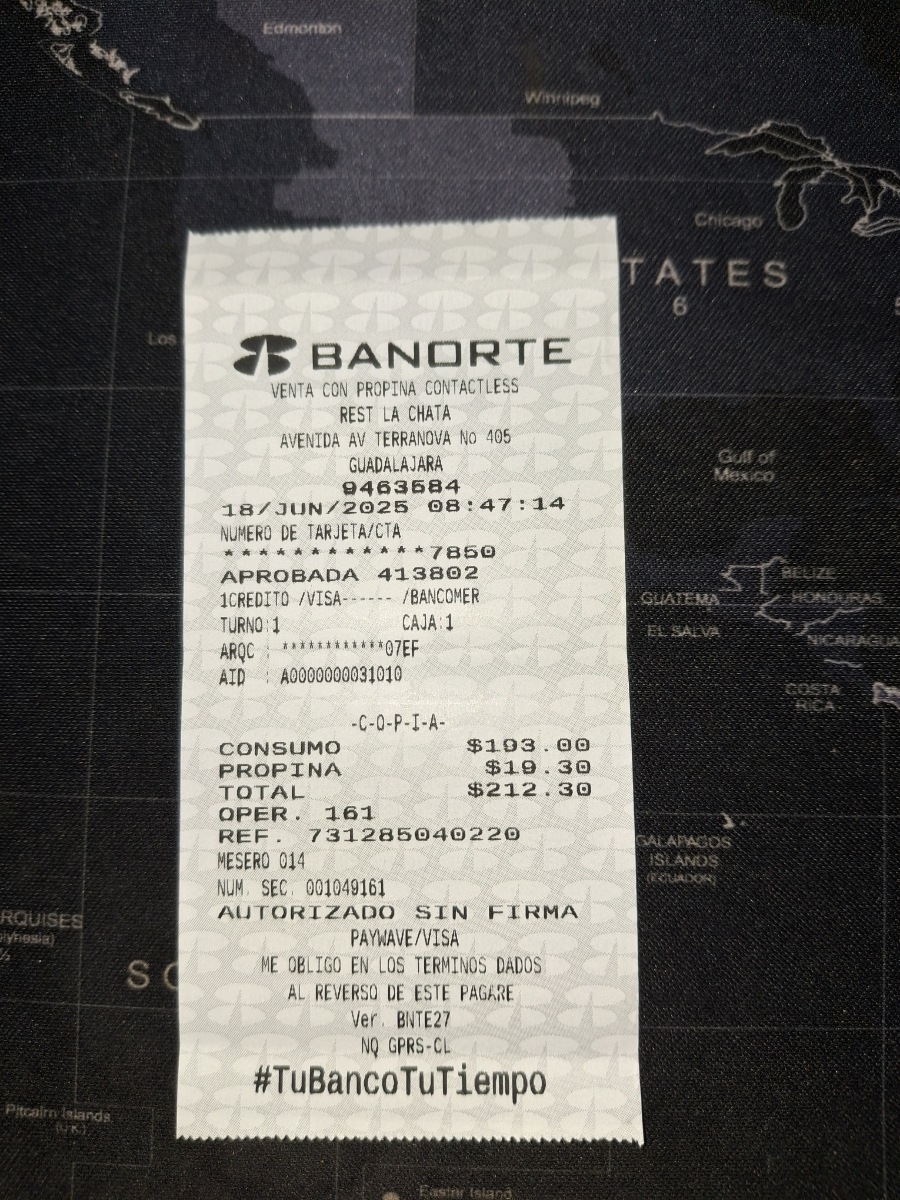 Edmonton
Winnipeg
Chicago
TATES
6
Los
BANORTE
VENTA CON PROPINA CONTACTLESS
REST LA CHATA
AVENIDA AV TERRANOVA No 405
GUADALAJARA
9463584
18/JUN/2025 08:47:14
NUMERO DE TARJETA/CTA
************7850
APROBADA 413802
1CREDITO /VISA------ /BANCOMER
TURNO:1 CAJA:1
ARQC : ************07EF
AID : A0000000031010
-C-O-P-I-A-
CONSUMO $193.00
PROPINA $19.30
TOTAL $212.30
OPER. 161
REF. 731285040220
MESERO 014
NUM. SEC. 001049161
AUTORIZADO SIN FIRMA
PAYWAVE/VISA
ME OBLIGO EN LOS TERMINOS DADOS
AL REVERSO DE ESTE PAGARE
Ver. BNTE27
NQ GPRS-CL
#TuBancoTuTiempo
Gulf of
Mexico
BELIZE
GUATEMA
HONDURAS
EL SALVA
NICARAGUA
COSTA
RICA
GALAPAGOS
ISLANDS
(ECUADOR)
RQUISES
SO
Pitcairn Islands
(U.K.)
Easter Island